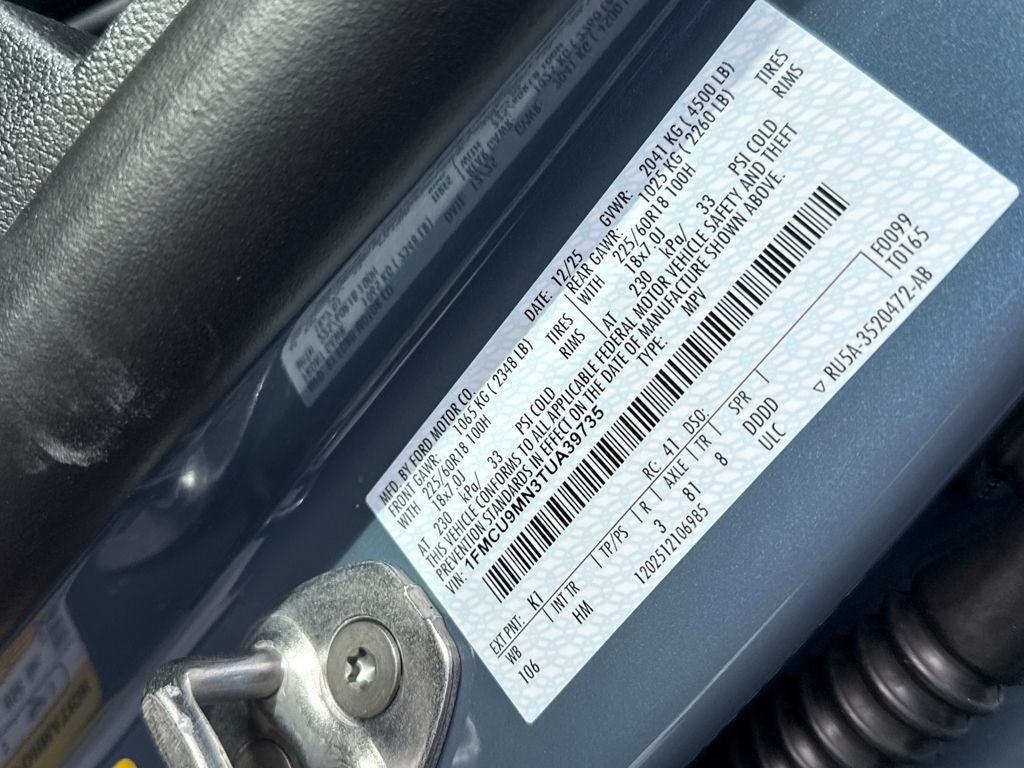 MFD. BY FORD MOTOR CO.
DATE: 12/25 GVWR: 2041 KG ( 4500 LB)
FRONT GAWR: 1065 KG ( 2348 LB) REAR GAWR: 1025 KG ( 2260 LB)
WITH 225/60R18 100H TIRES WITH 225/60R18 100H TIRES
18x7.0J RIMS 18x7.0J RIMS
AT 230 kPa/ 33 PSI COLD AT 230 kPa/ 33 PSI COLD
THIS VEHICLE CONFORMS TO ALL APPLICABLE FEDERAL MOTOR VEHICLE SAFETY AND THEFT
PREVENTION STANDARDS IN EFFECT ON THE DATE OF MANUFACTURE SHOWN ABOVE.
VIN: 1FMCU9MN3TUA39735 TYPE: MPV
EXT PNT: K1 RC: 41 DSO: F0099
WB INT TR TP/PS R AXLE TR SPR T0165
106 HM 3 81 8 DDDD
1202512106985 ULC
▽ RU5A-3520472-AB